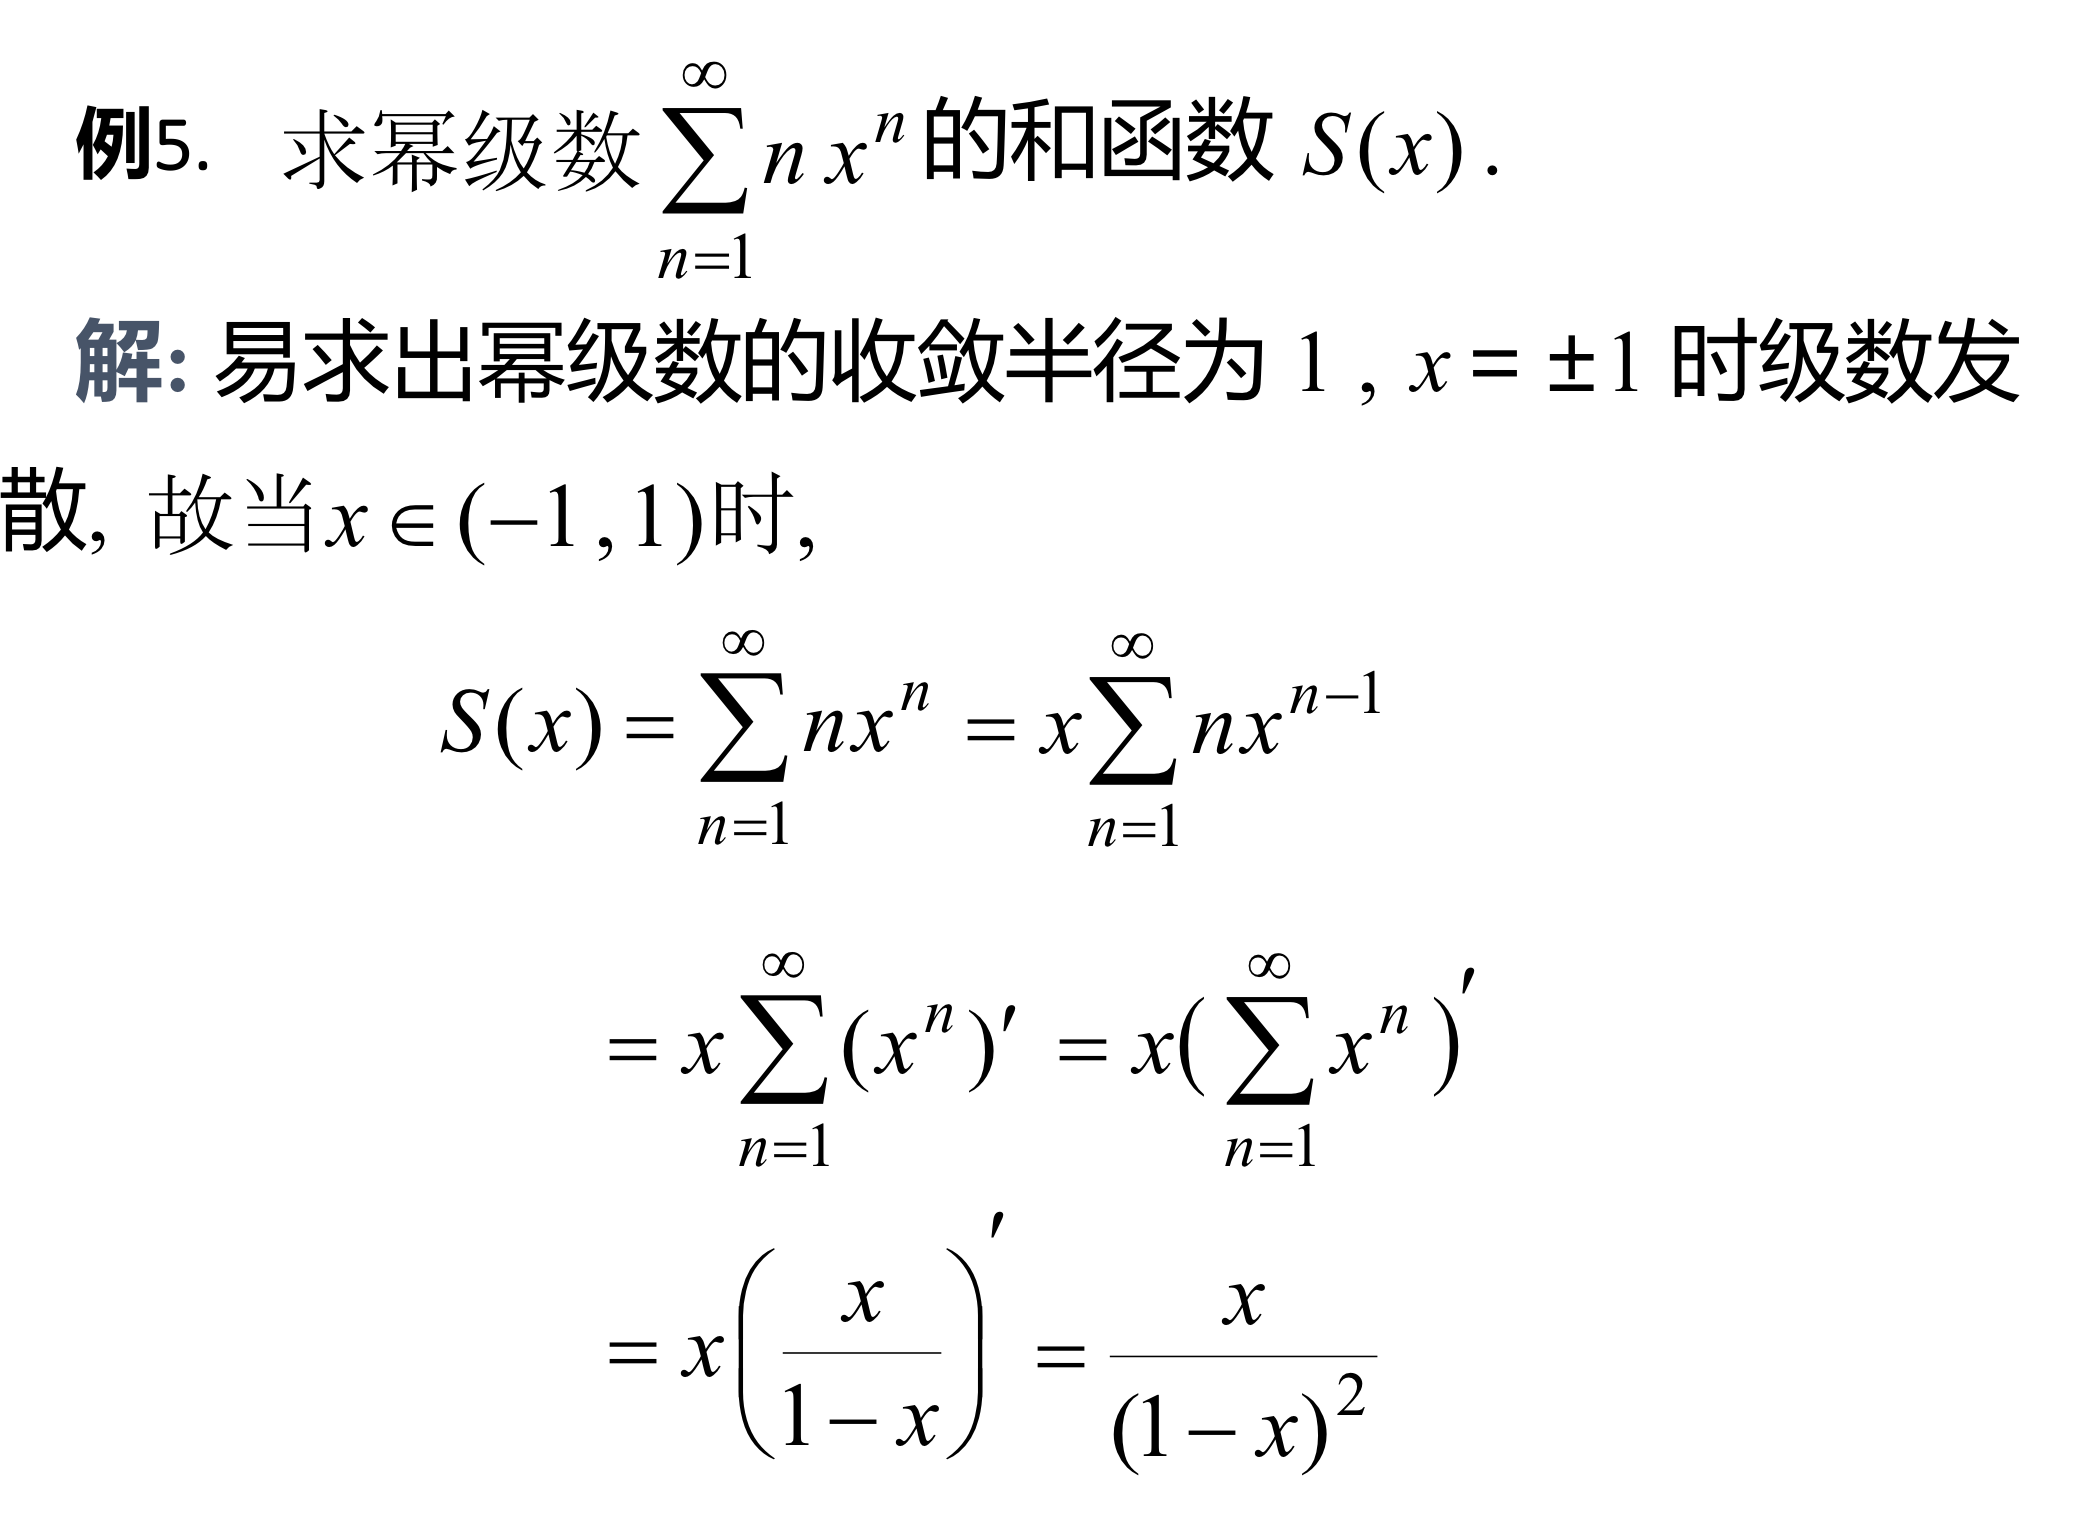 例5. 求幂级数 $\sum_{n=1}^{\infty} n x^n$ 的和函数 $S(x)$ .
解: 易求出幂级数的收敛半径为 1 , $x = \pm 1$ 时级数发
散, 故当 $x \in (-1, 1)$ 时,
$S(x) = \sum_{n=1}^{\infty} n x^n = x \sum_{n=1}^{\infty} n x^{n-1}$
$= x \sum_{n=1}^{\infty} (x^n)' = x \left( \sum_{n=1}^{\infty} x^n \right)'$
$= x \left( \frac{x}{1-x} \right)' = \frac{x}{(1-x)^2}$